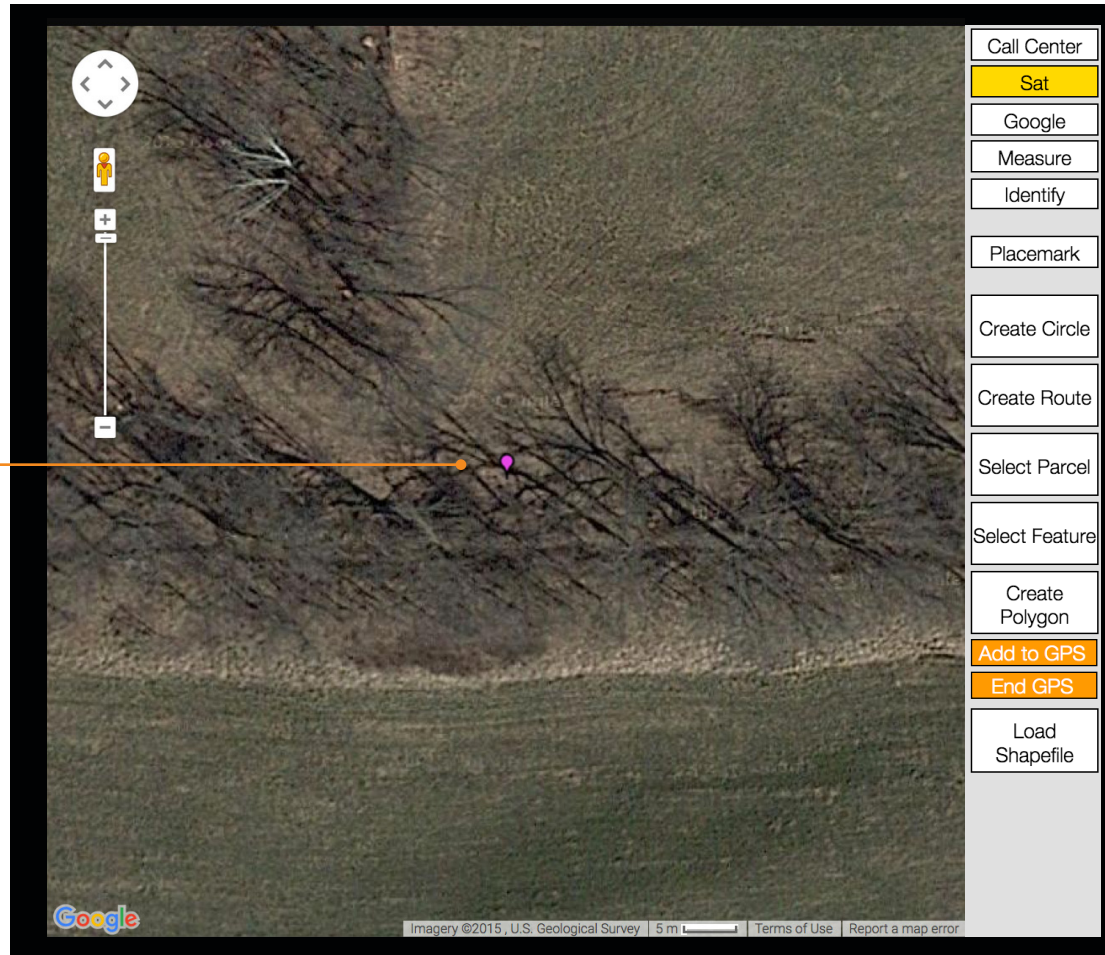 Call Center
Sat
Google
Measure
Identify
Placemark
Create Circle
Create Route
Select Parcel
Select Feature
Create
Polygon
Add to GPS
End GPS
Load
Shapefile
Google
Imagery ©2015 , U.S. Geological Survey 5 m Terms of Use Report a map error